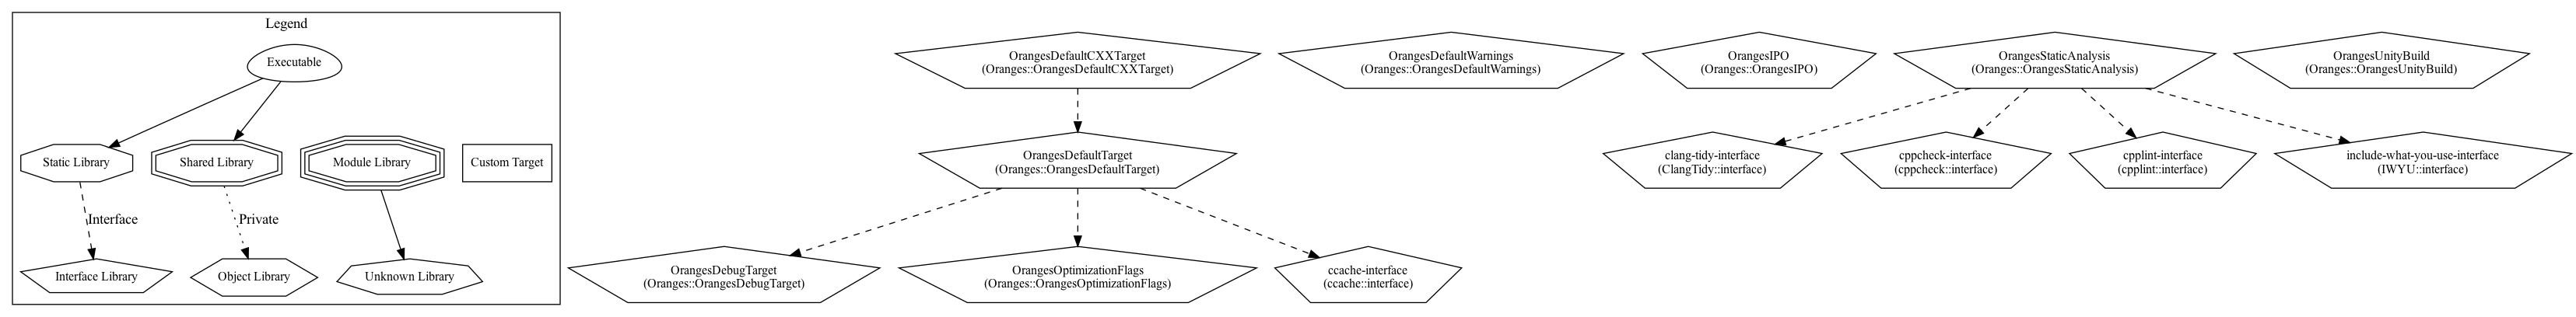 Legend
Executable
Static Library
Shared Library
Module Library
Custom Target
Interface
Private
Interface Library
Object Library
Unknown Library
OrangesDefaultCXXTarget
(Oranges::OrangesDefaultCXXTarget)
OrangesDefaultWarnings
(Oranges::OrangesDefaultWarnings)
OrangesIPO
(Oranges::OrangesIPO)
OrangesStaticAnalysis
(Oranges::OrangesStaticAnalysis)
OrangesUnityBuild
(Oranges::OrangesUnityBuild)
OrangesDefaultTarget
(Oranges::OrangesDefaultTarget)
clang-tidy-interface
(ClangTidy::interface)
cppcheck-interface
(cppcheck::interface)
cpplint-interface
(cpplint::interface)
include-what-you-use-interface
(IWYU::interface)
OrangesDebugTarget
(Oranges::OrangesDebugTarget)
OrangesOptimizationFlags
(Oranges::OrangesOptimizationFlags)
ccache-interface
(ccache::interface)